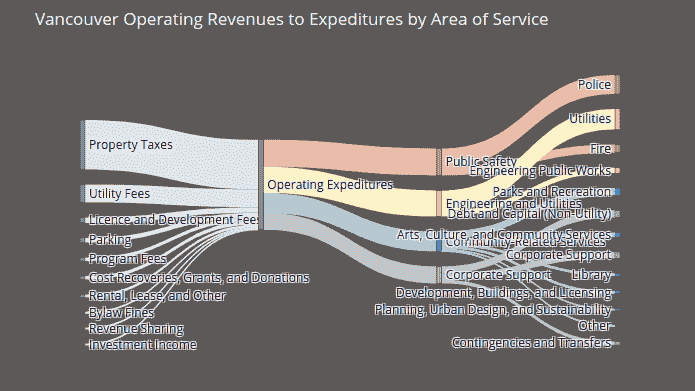 Vancouver Operating Revenues to Expeditures by Area of Service
Property Taxes
Utility Fees
Licence and Development Fees
Parking
Program Fees
Cost Recoveries, Grants, and Donations
Rental, Lease, and Other
Bylaw Fines
Revenue Sharing
Investment Income
Operating Expeditures
Public Safety
Engineering and Utilities
Community-Related Services
Corporate Support
Police
Utilities
Fire
Engineering Public Works
Parks and Recreation
Debt and Capital (Non-Utility)
Arts, Culture, and Community Services
Corporate Support
Library
Development, Buildings, and Licensing
Planning, Urban Design, and Sustainability
Other
Contingencies and Transfers